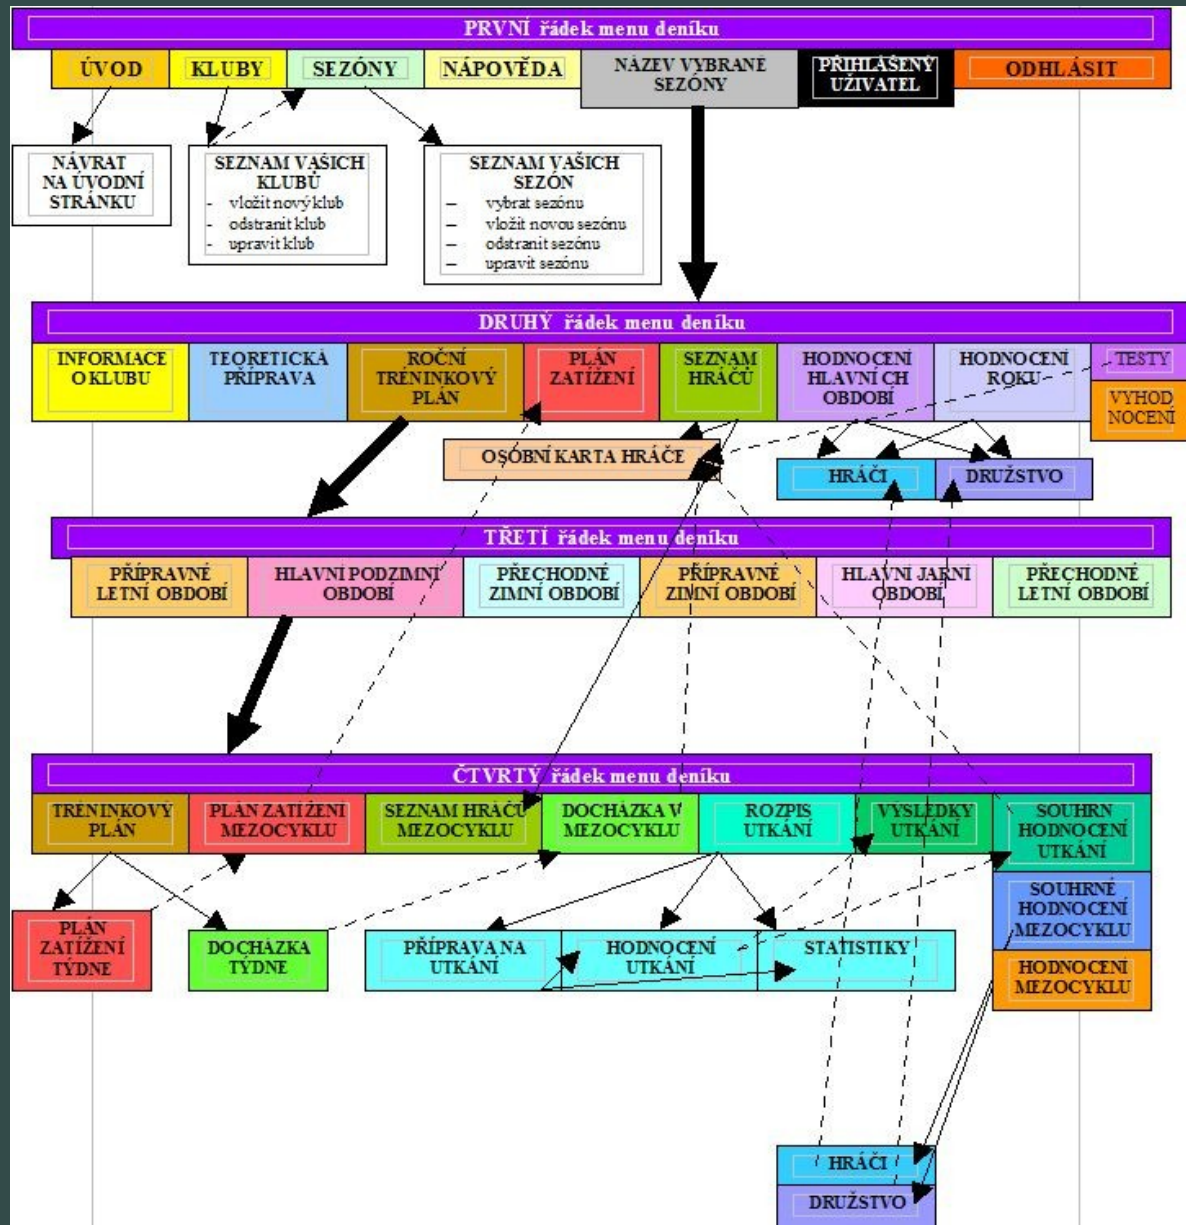 PRVNÍ řádek menu deníku
ÚVOD
KLUBY
SEZÓNY
NÁPOVĚDA
NÁZEV VYBRANÉ
SEZÓNY
PŘIHLÁŠENÝ
UŽIVATEL
ODHLÁSIT
NÁVRAT
NA ÚVODNÍ
STRÁNKU
SEZNAM VAŠICH
KLUBŮ
- vložit nový klub
- odstranit klub
- upravit klub
SEZNAM VAŠICH
SEZÓN
– vybrat sezónu
– vložit novou sezónu
– odstranit sezónu
– upravit sezónu
DRUHÝ řádek menu deníku
INFORMACE
O KLUBU
TEORETICKÁ
PŘÍPRAVA
ROČNÍ
TRÉNINKOVÝ
PLÁN
PLÁN
ZATÍŽENÍ
SEZNAM
HRÁČŮ
HODNOCENÍ
HLAVNÍ CH
OBDOBÍ
HODNOCENÍ
ROKU
TESTY
VYHOD
NOCENÍ
OSOBNÍ KARTA HRÁČE
HRÁČI
DRUŽSTVO
TŘETÍ řádek menu deníku
PŘÍPRAVNÉ
LETNÍ OBDOBÍ
HLAVNÍ PODZIMNÍ
OBDOBÍ
PŘECHODNÉ
ZIMNÍ OBDOBÍ
PŘÍPRAVNÉ
ZIMNÍ OBDOBÍ
HLAVNÍ JARNÍ
OBDOBÍ
PŘECHODNÉ
LETNÍ OBDOBÍ
ČTVRTÝ řádek menu deníku
TRÉNINKOVÝ
PLÁN
PLÁN ZATÍŽENÍ
MEZOCYKLU
SEZNAM HRÁČŮ
MEZOCYKLU
DOCHÁZKA V
MEZOCYKLU
ROZPIS
UTKÁNÍ
VÝSLEDKY
UTKÁNÍ
SOUHRN
HODNOCENÍ
UTKÁNÍ
SOUHRNÉ
HODNOCENÍ
MEZOCYKLU
HODNOCENÍ
MEZOCYKLU
PLÁN
ZATÍŽENÍ
TÝDNE
DOCHÁZKA
TÝDNE
PŘÍPRAVA NA
UTKÁNÍ
HODNOCENÍ
UTKÁNÍ
STATISTIKY
HRÁČI
DRUŽSTVO